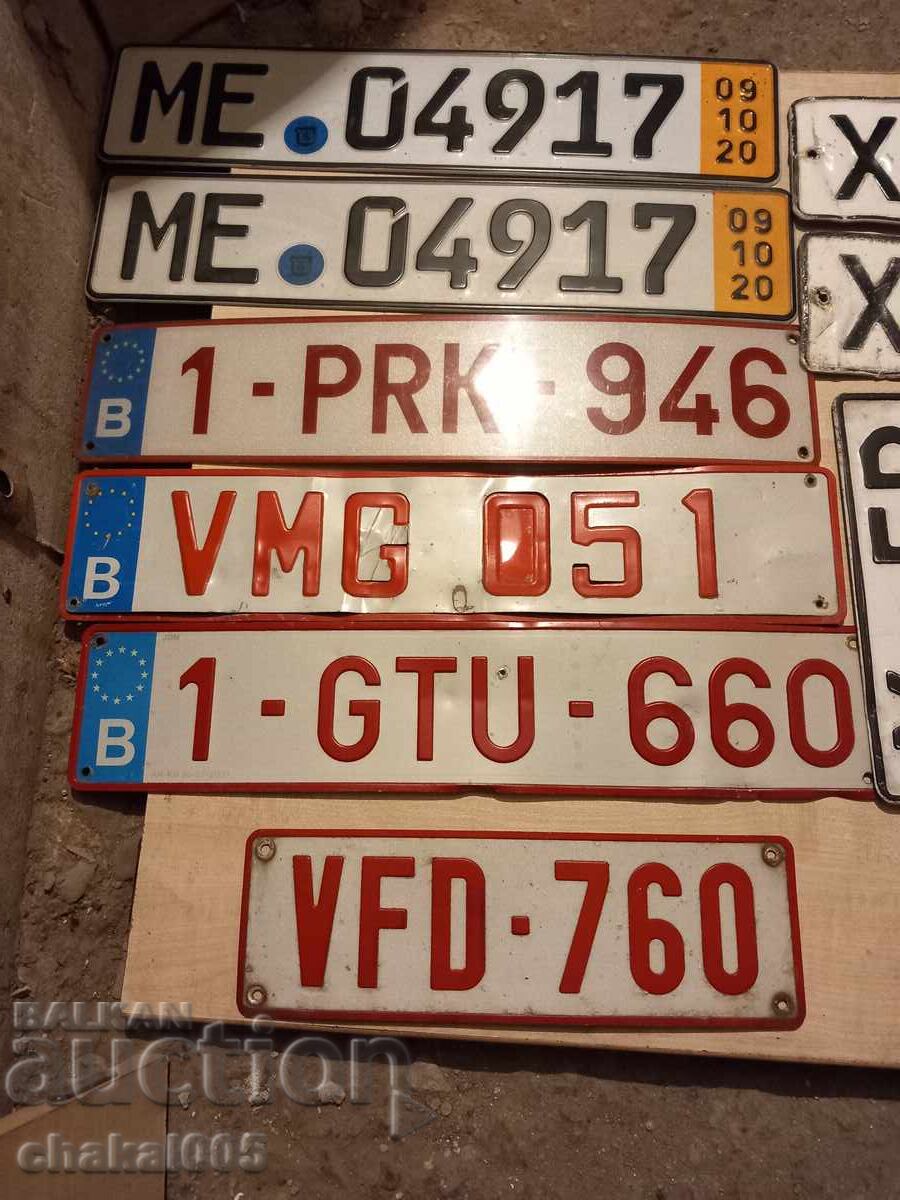 ME 04917 09 10 20
X
ME 04917 09 10 20
X
B 1-PRK-946
B VMG 051
B 1-GTU-660
JDM
VFD-760
BALKAN
auction
chakal005